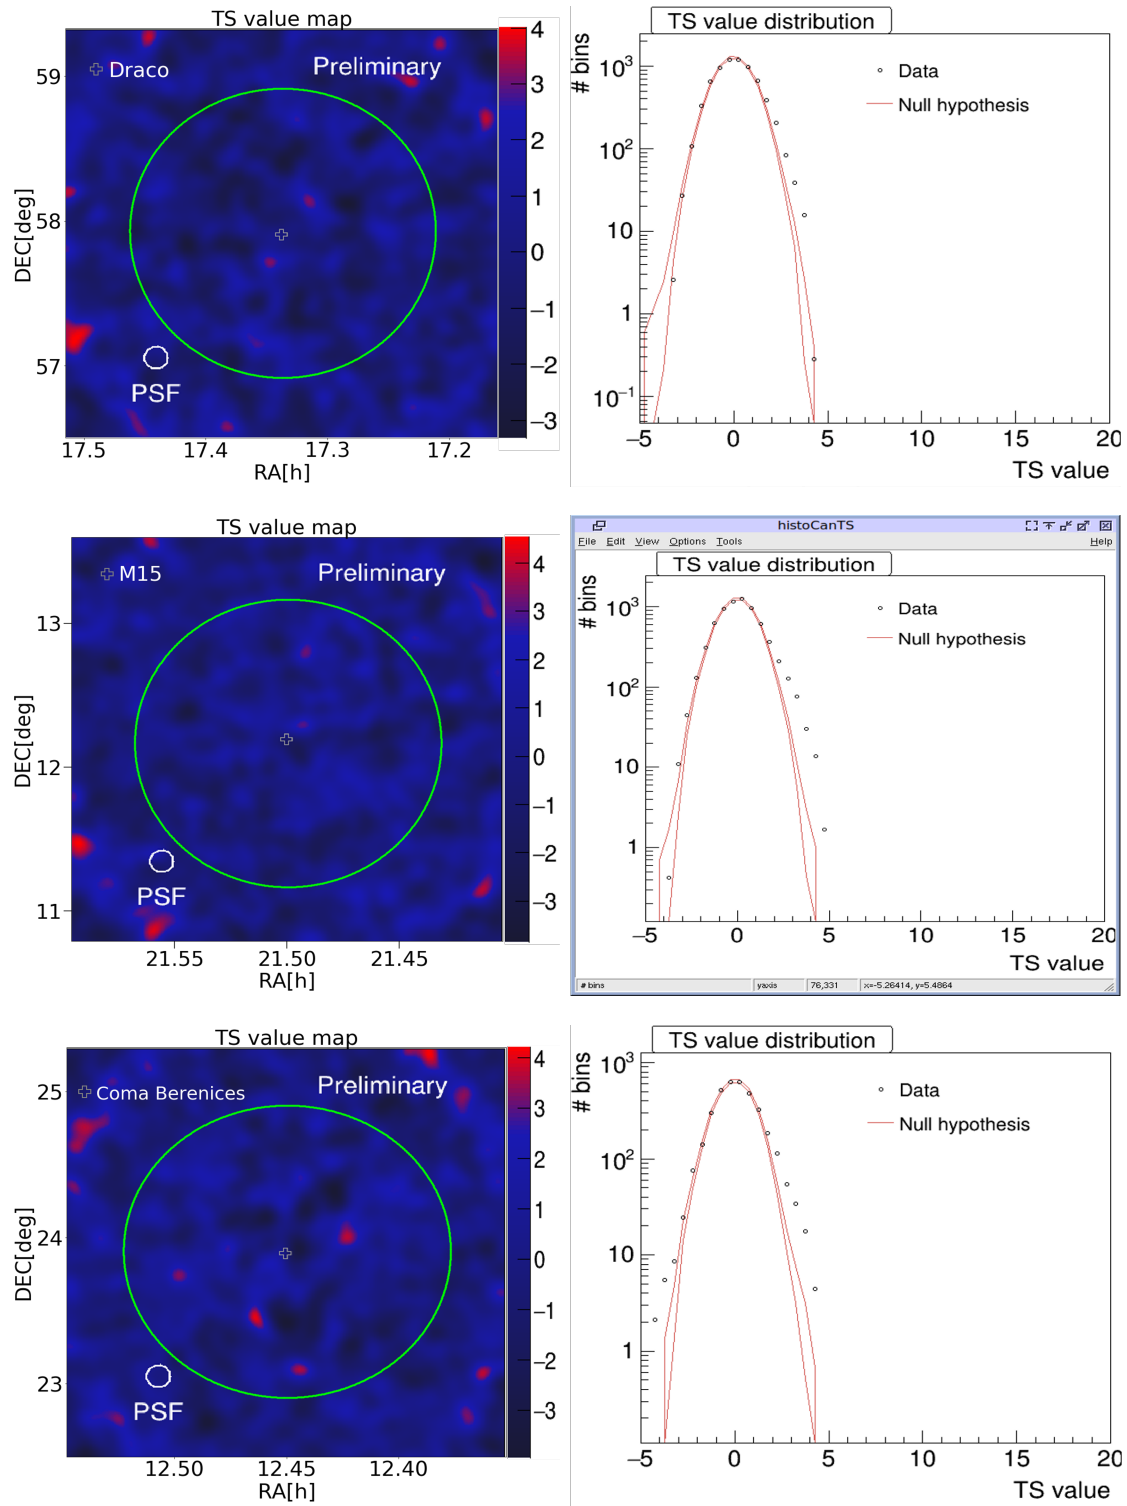 TS value map
Draco
Preliminary
PSF
DEC[deg]
59
58
57
17.5 17.4 17.3 17.2
RA[h]
4
3
2
1
0
−1
−2
−3
TS value distribution
# bins
Data
Null hypothesis
10^3
10^2
10
1
10^−1
−5 0 5 10 15 20
TS value
TS value map
M15
Preliminary
PSF
DEC[deg]
13
12
11
21.55 21.50 21.45
RA[h]
4
3
2
1
0
−1
−2
−3
histoCanTS
File Edit View Options Tools Help
TS value distribution
# bins
Data
Null hypothesis
10^3
10^2
10
1
−5 0 5 10 15 20
TS value
# bins yaxis 76,331 x=-5.26414, y=5.4864
TS value map
Coma Berenices
Preliminary
PSF
DEC[deg]
25
24
23
12.50 12.45 12.40
RA[h]
4
3
2
1
0
−1
−2
−3
TS value distribution
# bins
Data
Null hypothesis
10^3
10^2
10
1
−5 0 5 10 15 20
TS value